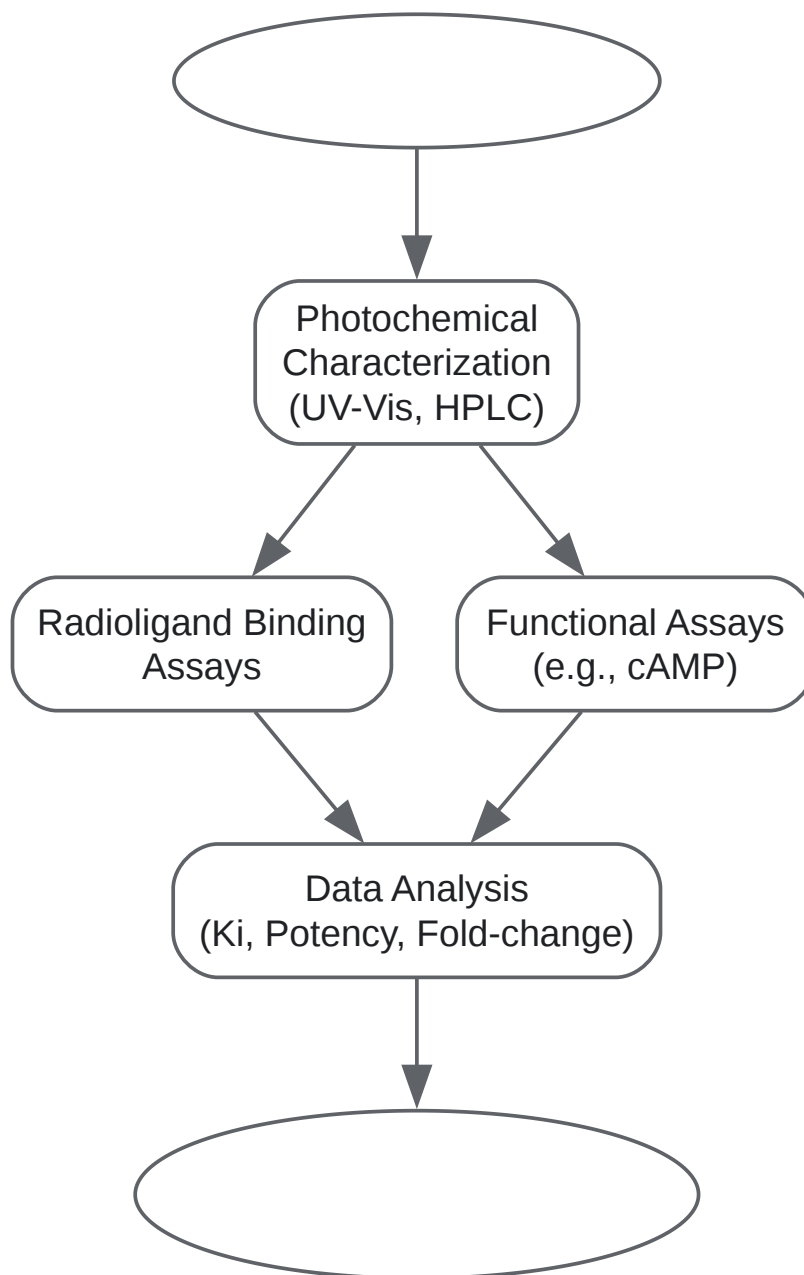 Photochemical
Characterization
(UV-Vis, HPLC)
Radioligand Binding
Assays
Functional Assays
(e.g., cAMP)
Data Analysis
(Ki, Potency, Fold-change)